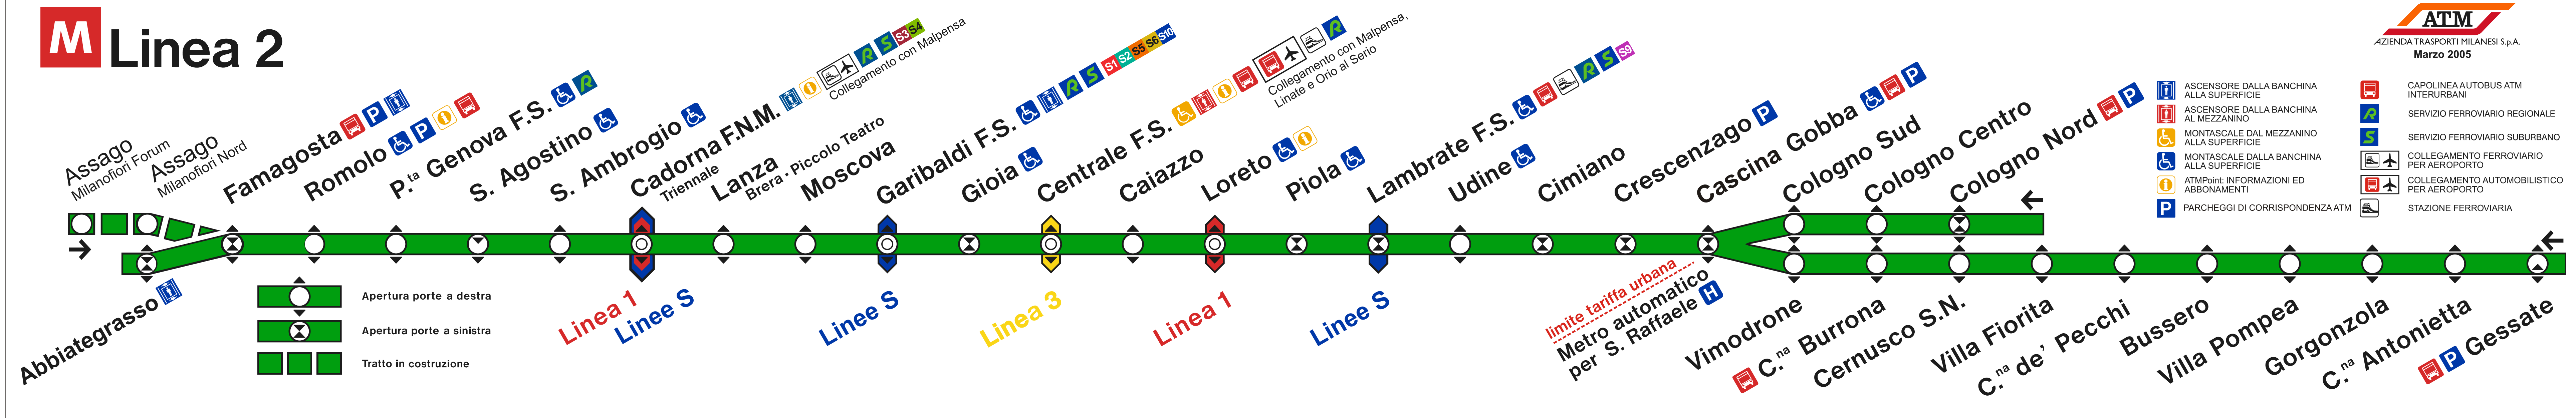 M Linea 2
Assago
Milanofiori Forum
Assago
Milanofiori Nord
Famagosta P
Romolo P i
P.ta Genova F.S. R
S. Agostino
S. Ambrogio
Cadorna F.N.M. i R S S3 S4
Triennale
Collegamento con Malpensa
Lanza
Brera - Piccolo Teatro
Moscova
Garibaldi F.S. R S S1 S2 S5 S6 S10
Gioia
Centrale F.S. i R
Collegamento con Malpensa,
Linate e Orio al Serio
Caiazzo
Loreto i
Piola
Lambrate F.S. R S S9
Udine
Cimiano
Crescenzago P
Cascina Gobba P
Cologno Sud
Cologno Centro
Cologno Nord P
Abbiategrasso
Linea 1
Linee S
Linee S
Linea 3
Linea 1
Linee S
limite tariffa urbana
Metro automatico
per S. Raffaele H
Vimodrone
C.na Burrona
Cernusco S.N.
Villa Fiorita
C.na de' Pecchi
Bussero
Villa Pompea
Gorgonzola
C.na Antonietta
P Gessate
Apertura porte a destra
Apertura porte a sinistra
Tratto in costruzione
ATM
AZIENDA TRASPORTI MILANESI S.p.A.
Marzo 2005
ASCENSORE DALLA BANCHINA
ALLA SUPERFICIE
ASCENSORE DALLA BANCHINA
AL MEZZANINO
MONTASCALE DAL MEZZANINO
ALLA SUPERFICIE
MONTASCALE DALLA BANCHINA
ALLA SUPERFICIE
i ATMPoint: INFORMAZIONI ED
ABBONAMENTI
P PARCHEGGI DI CORRISPONDENZA ATM
CAPOLINEA AUTOBUS ATM
INTERURBANI
R SERVIZIO FERROVIARIO REGIONALE
S SERVIZIO FERROVIARIO SUBURBANO
COLLEGAMENTO FERROVIARIO
PER AEROPORTO
COLLEGAMENTO AUTOMOBILISTICO
PER AEROPORTO
STAZIONE FERROVIARIA